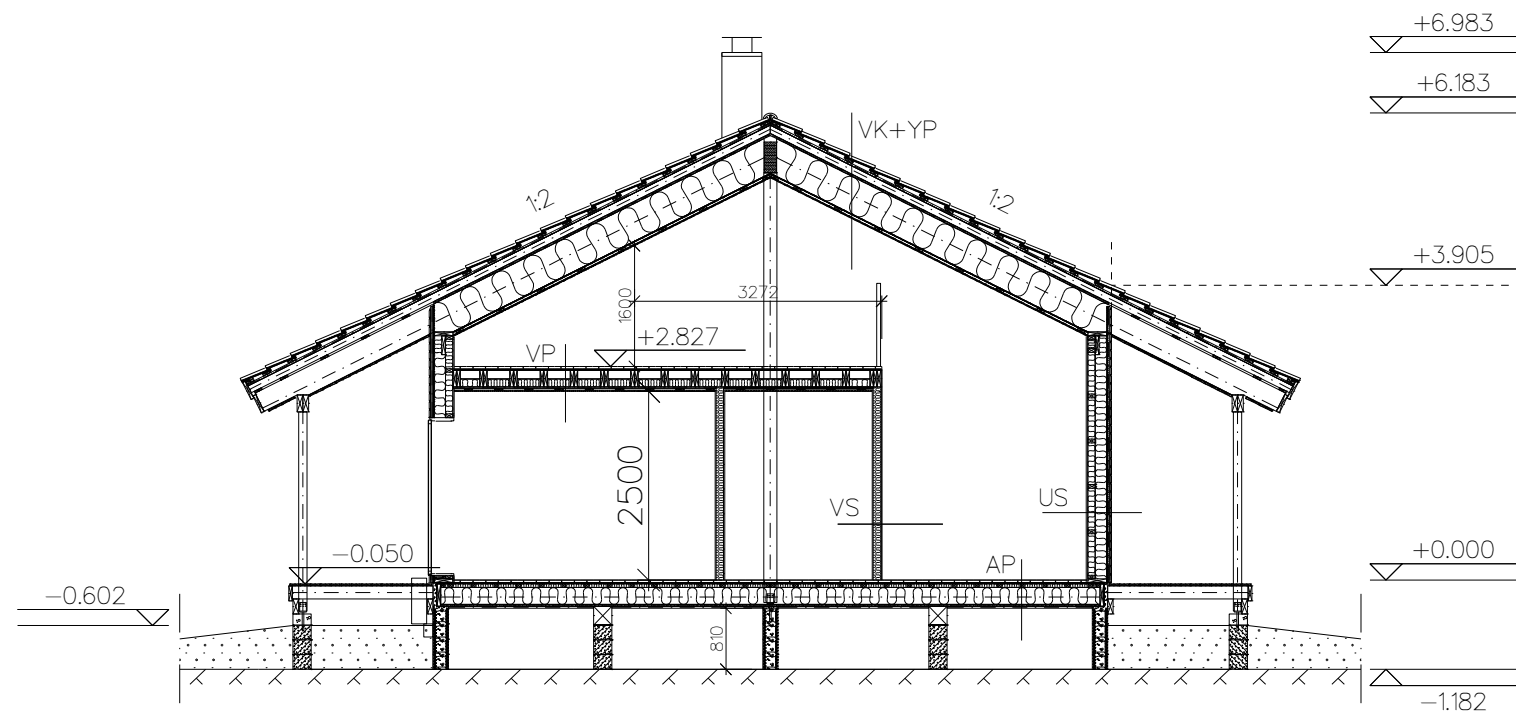 +6.983
+6.183
VK+YP
1:2
1:2
+3.905
3272
1600
+2.827
VP
2500
VS
US
−0.050
AP
+0.000
−0.602
810
−1.182